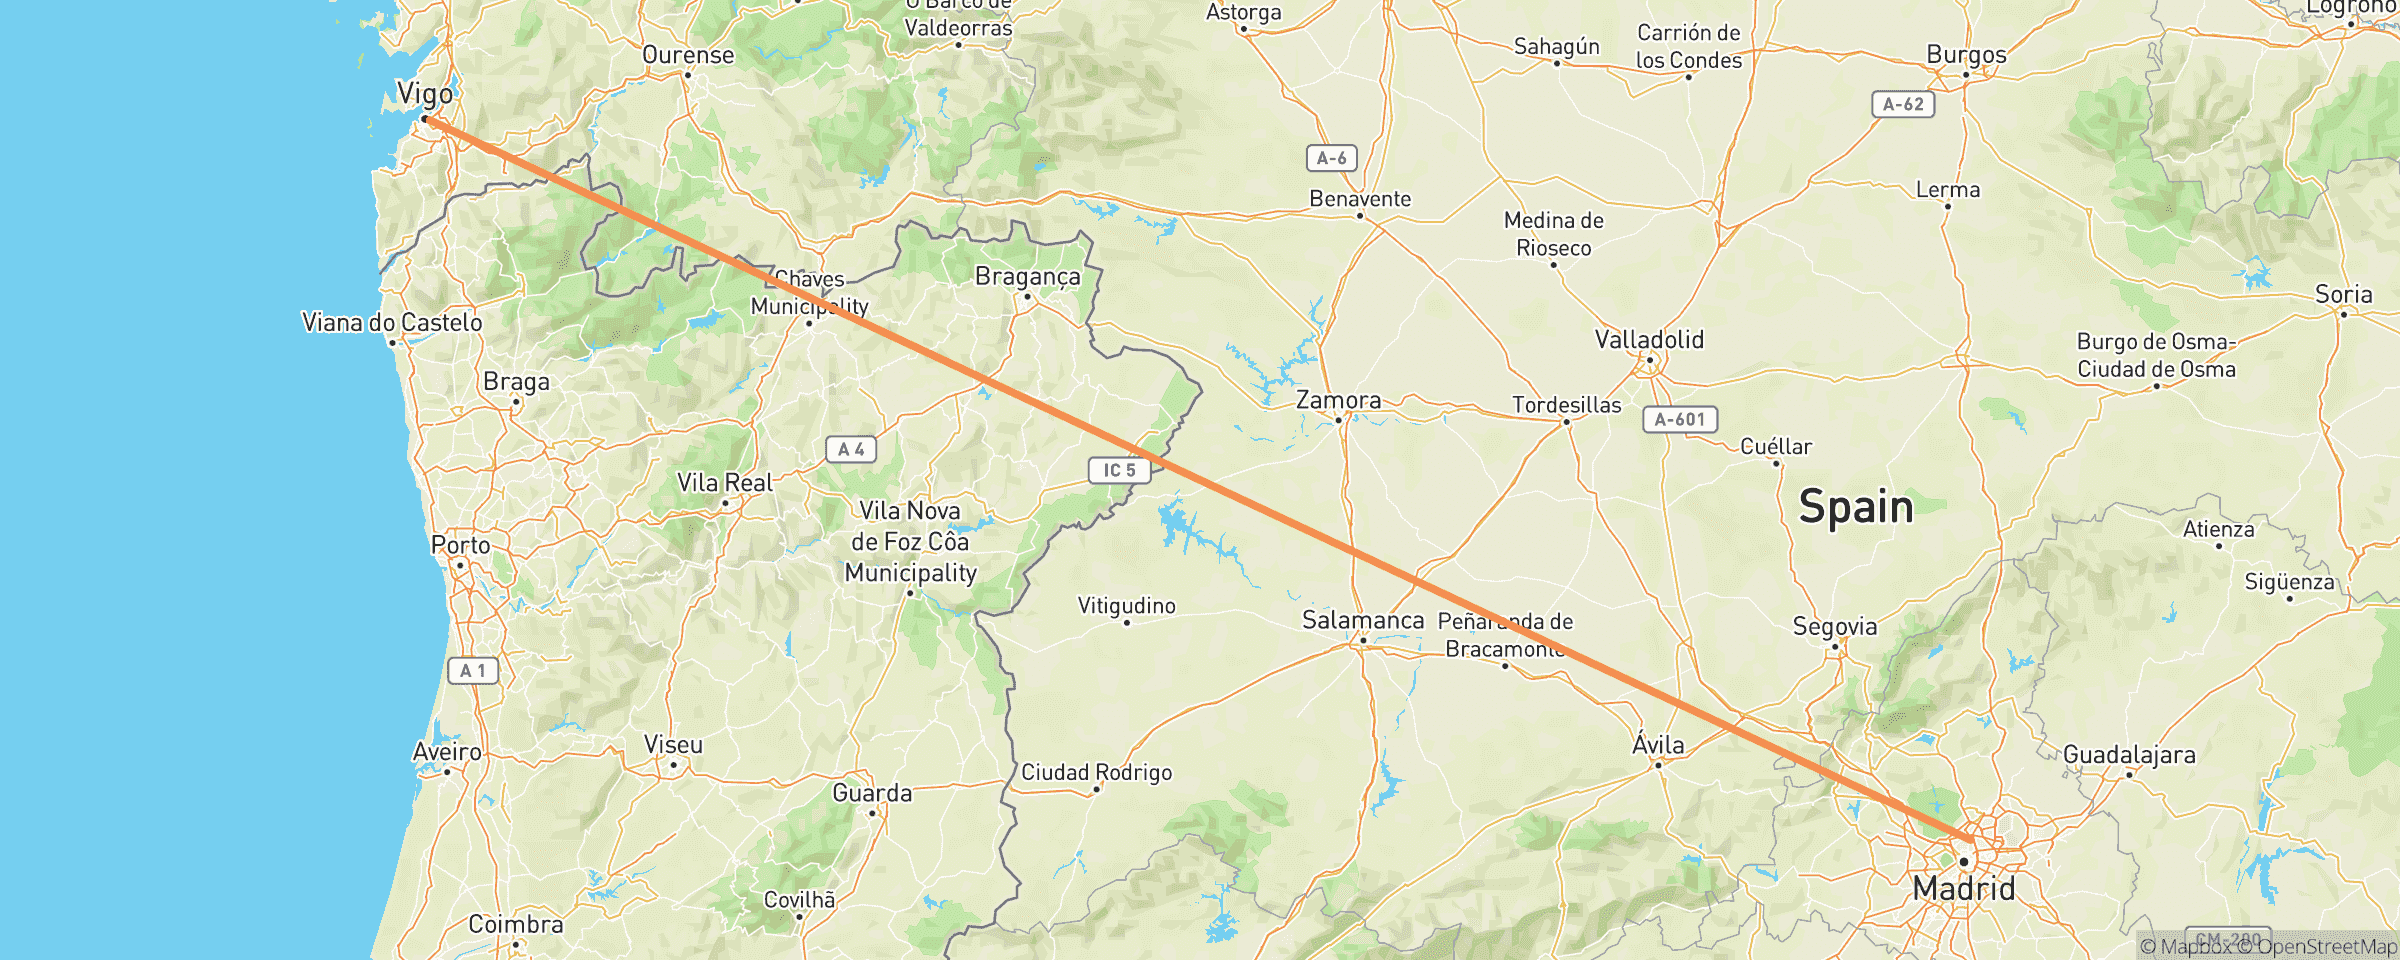 O Barco de
Valdeorras
Astorga
Logroño
Sahagún
Carrión de
los Condes
Burgos
Ourense
Vigo
A-62
A-6
Benavente
Lerma
Medina de
Rioseco
Chaves
Municipality
Bragança
Soria
Viana do Castelo
Valladolid
Burgo de Osma-
Ciudad de Osma
Braga
Zamora
Tordesillas
A-601
Cuéllar
A 4
IC 5
Vila Real
Vila Nova
de Foz Côa
Municipality
Spain
Atienza
Porto
Sigüenza
Vitigudino
Salamanca
Peñaranda de
Bracamonte
Segovia
A 1
Aveiro
Viseu
Ávila
Guadalajara
Ciudad Rodrigo
Guarda
Madrid
Covilhã
Coimbra
CM-200
© Mapbox © OpenStreetMap